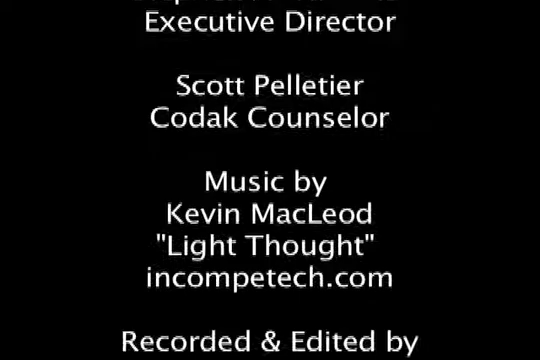 Executive Director
Scott Pelletier
Codak Counselor
Music by
Kevin MacLeod
"Light Thought"
incompetech.com
Recorded & Edited by